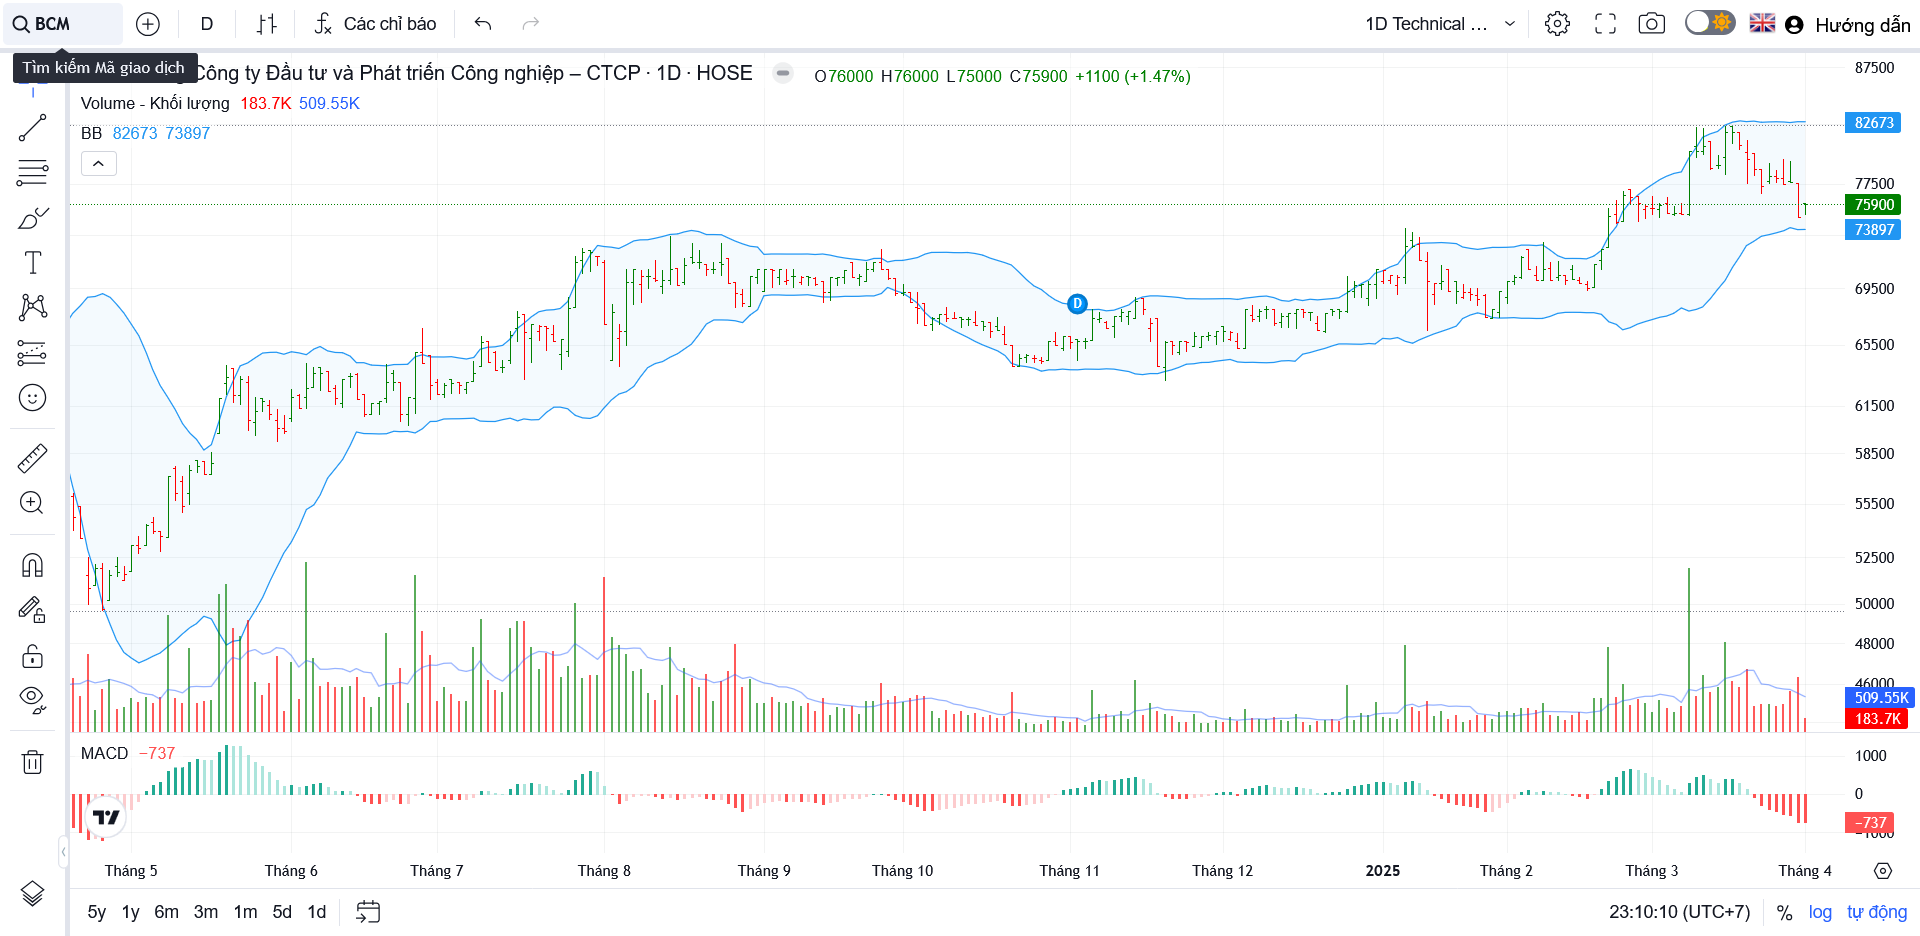 BCM
D
Các chỉ báo
1D Technical ...
Hướng dẫn
Tìm kiếm Mã giao dịch
Công ty Đầu tư và Phát triển Công nghiệp – CTCP · 1D · HOSE
O76000 H76000 L75000 C75900 +1100 (+1.47%)
Volume - Khối lượng 183.7K 509.55K
BB 82673 73897
87500
82673
77500
75900
73897
69500
65500
61500
58500
55500
52500
50000
48000
46000
509.55K
183.7K
D
MACD −737
1000
0
−737
−1000
Tháng 5 Tháng 6 Tháng 7 Tháng 8 Tháng 9 Tháng 10 Tháng 11 Tháng 12 2025 Tháng 2 Tháng 3 Tháng 4
5y 1y 6m 3m 1m 5d 1d
23:10:10 (UTC+7) % log tự động